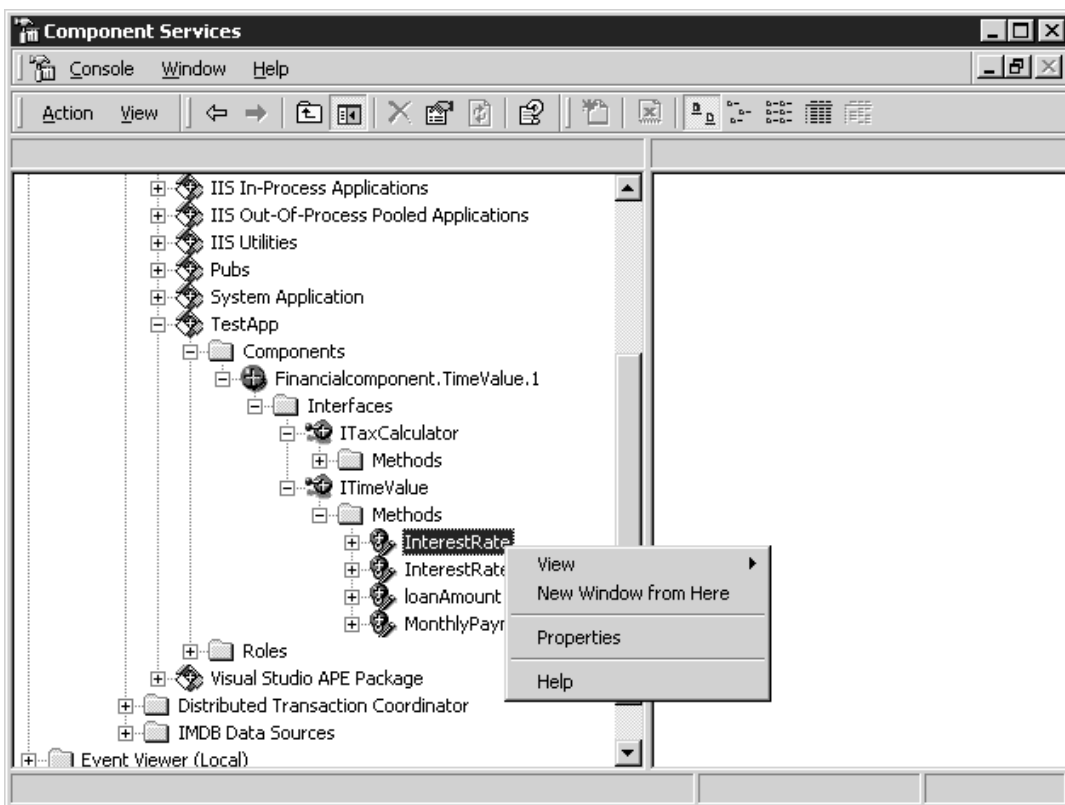 Component Services
Console Window Help
Action View
IIS In-Process Applications
IIS Out-Of-Process Pooled Applications
IIS Utilities
Pubs
System Application
TestApp
Components
Financialcomponent.TimeValue.1
Interfaces
ITaxCalculator
Methods
ITimeValue
Methods
InterestRate
InterestRate
loanAmount
MonthlyPayr
View
New Window from Here
Properties
Help
Roles
Visual Studio APE Package
Distributed Transaction Coordinator
IMDB Data Sources
Event Viewer (Local)